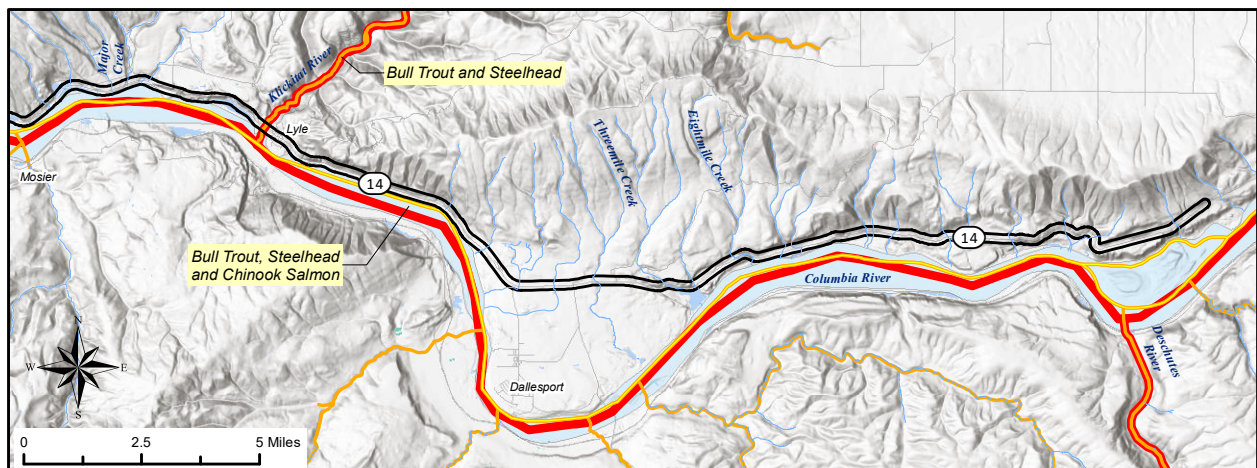 Major
Creek
Klickitat River
Bull Trout and Steelhead
Lyle
Mosier
14
Threemile Creek
Eightmile Creek
Bull Trout, Steelhead
and Chinook Salmon
14
Columbia River
Deschutes
River
Dallesport
N
W
E
S
0 2.5 5 Miles